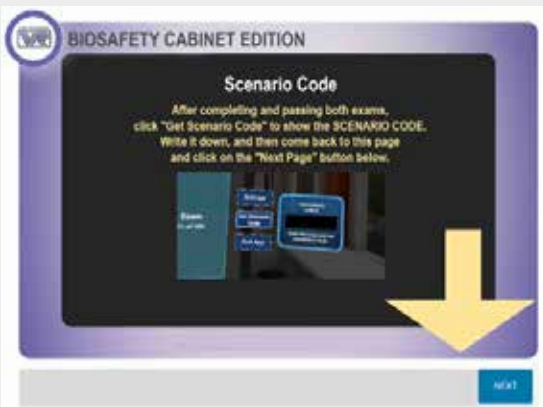 BIOSAFETY CABINET EDITION
Scenario Code
After completing and passing both exams,
click "Get Scenario Code" to show the SCENARIO CODE.
Write it down, and then come back to this page
and click on the "Next Page" button below.
NEXT